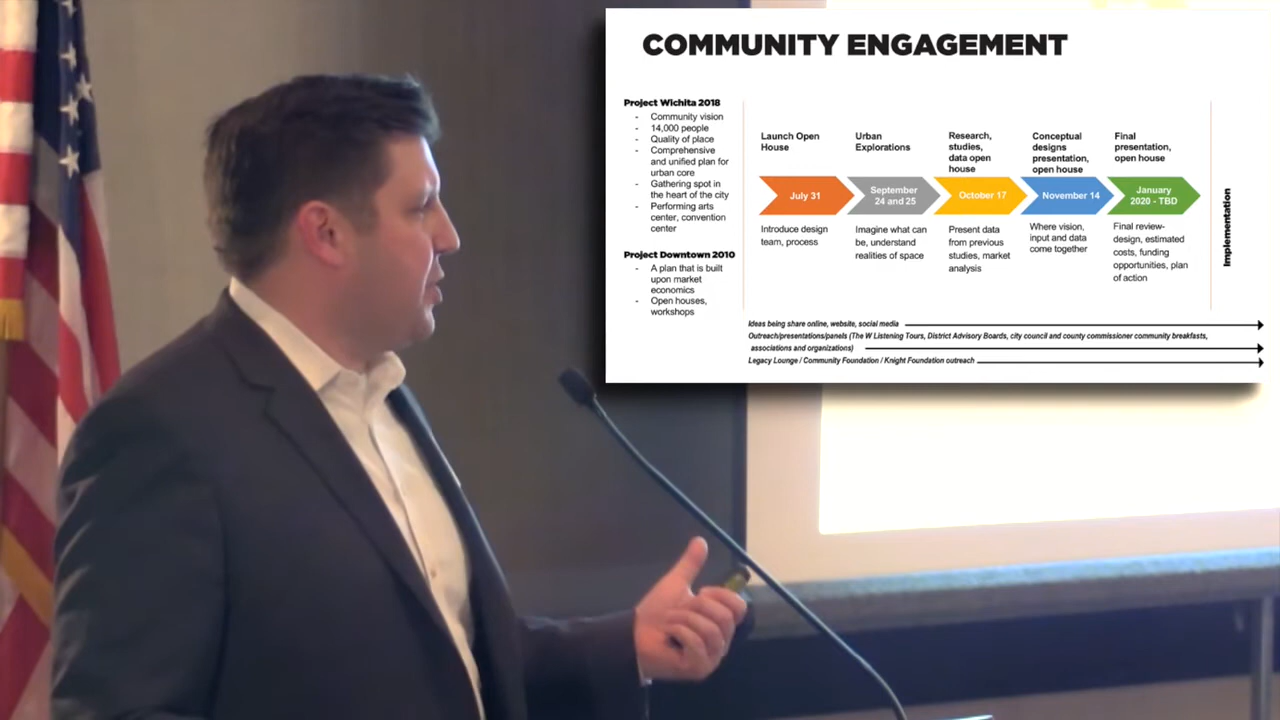 COMMUNITY ENGAGEMENT
Project Wichita 2018
- Community vision
- 14,000 people
- Quality of place
- Comprehensive
and unified plan for
urban core
- Gathering spot in
the heart of the city
- Performing arts
center, convention
center
Project Downtown 2010
- A plan that is built
upon market
economics
- Open houses,
workshops
Launch Open
House
July 31
Introduce design
team, process
Urban
Explorations
September
24 and 25
Imagine what can
be, understand
realities of space
Research,
studies,
data open
house
October 17
Present data
from previous
studies, market
analysis
Conceptual
designs
presentation,
open house
November 14
Where vision,
input and data
come together
Final
presentation,
open house
January
2020 - TBD
Final review-
design, estimated
costs, funding
opportunities, plan
of action
Implementation
Ideas being share online, website, social media
Outreach/presentations/panels (The W Listening Tours, District Advisory Boards, city council and county commissioner community breakfasts,
associations and organizations)
Legacy Lounge / Community Foundation / Knight Foundation outreach